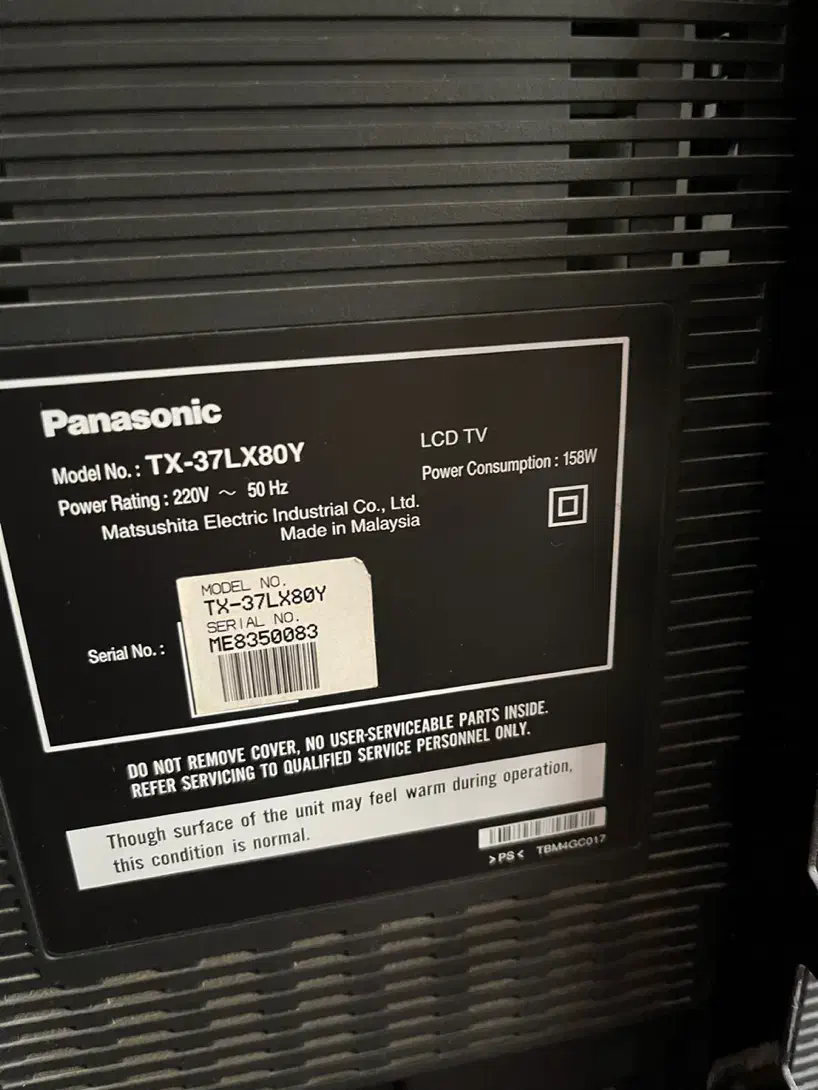 Panasonic
Model No. : TX-37LX80Y
LCD TV
Power Rating : 220V ~ 50 Hz
Power Consumption : 158W
Matsushita Electric Industrial Co., Ltd.
Made in Malaysia
MODEL NO.
TX-37LX80Y
SERIAL NO.
ME8350083
Serial No. :
DO NOT REMOVE COVER, NO USER-SERVICEABLE PARTS INSIDE.
REFER SERVICING TO QUALIFIED SERVICE PERSONNEL ONLY.
Though surface of the unit may feel warm during operation,
this condition is normal.
>PS< TBM4GC017